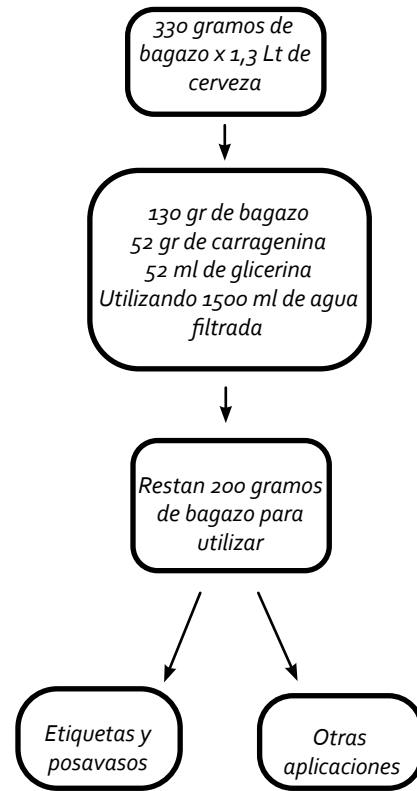 330 gramos de
bagazo x 1,3 Lt de
cerveza
130 gr de bagazo
52 gr de carragenina
52 ml de glicerina
Utilizando 1500 ml de agua
filtrada
Restan 200 gramos
de bagazo para
utilizar
Etiquetas y
posavasos
Otras
aplicaciones